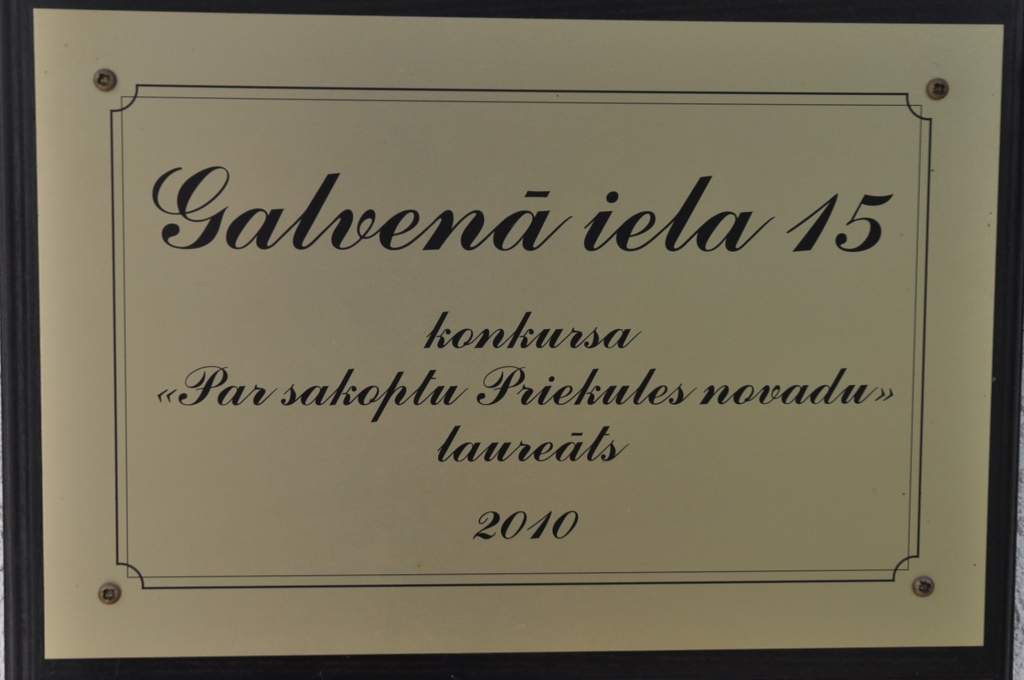 Galvenā iela 15
konkursa
«Par sakoptu Priekules novadu»
laureāts
2010